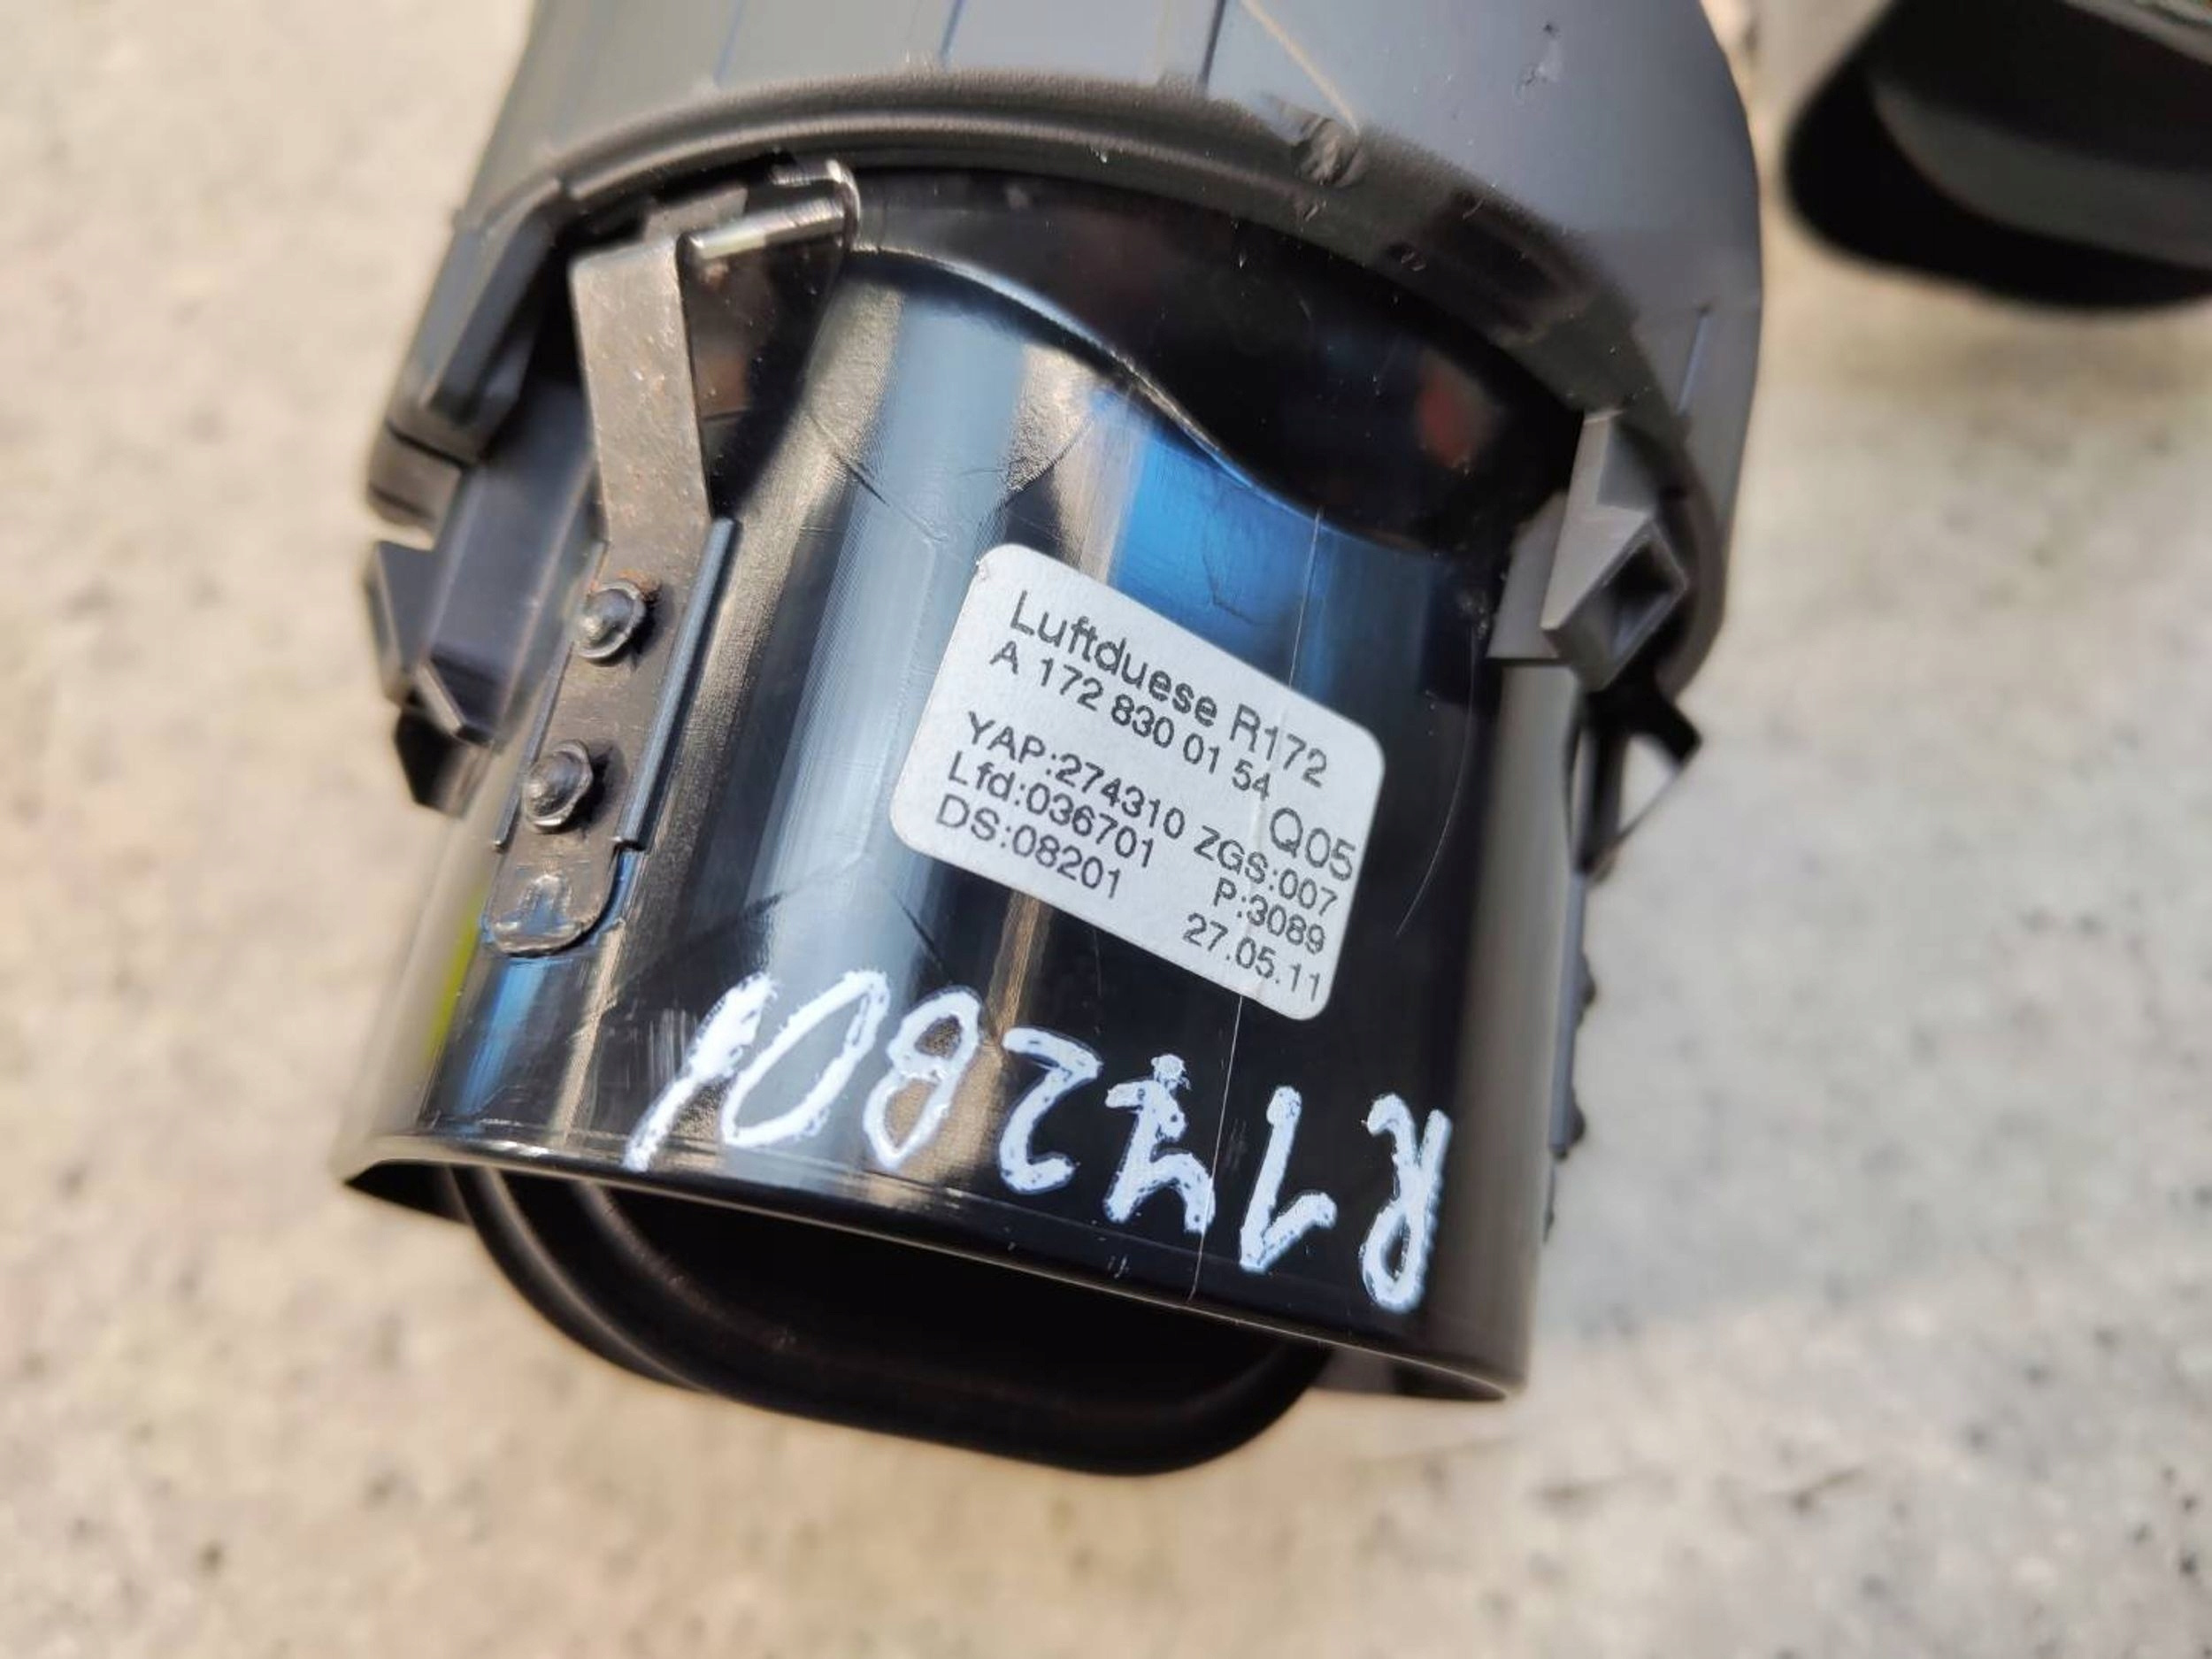 Luftduese R172
A 172 830 01 54 Q05
YAP:274310 ZGS:007
Lfd:036701 P:3089
DS:08201 27.05.11
R172801